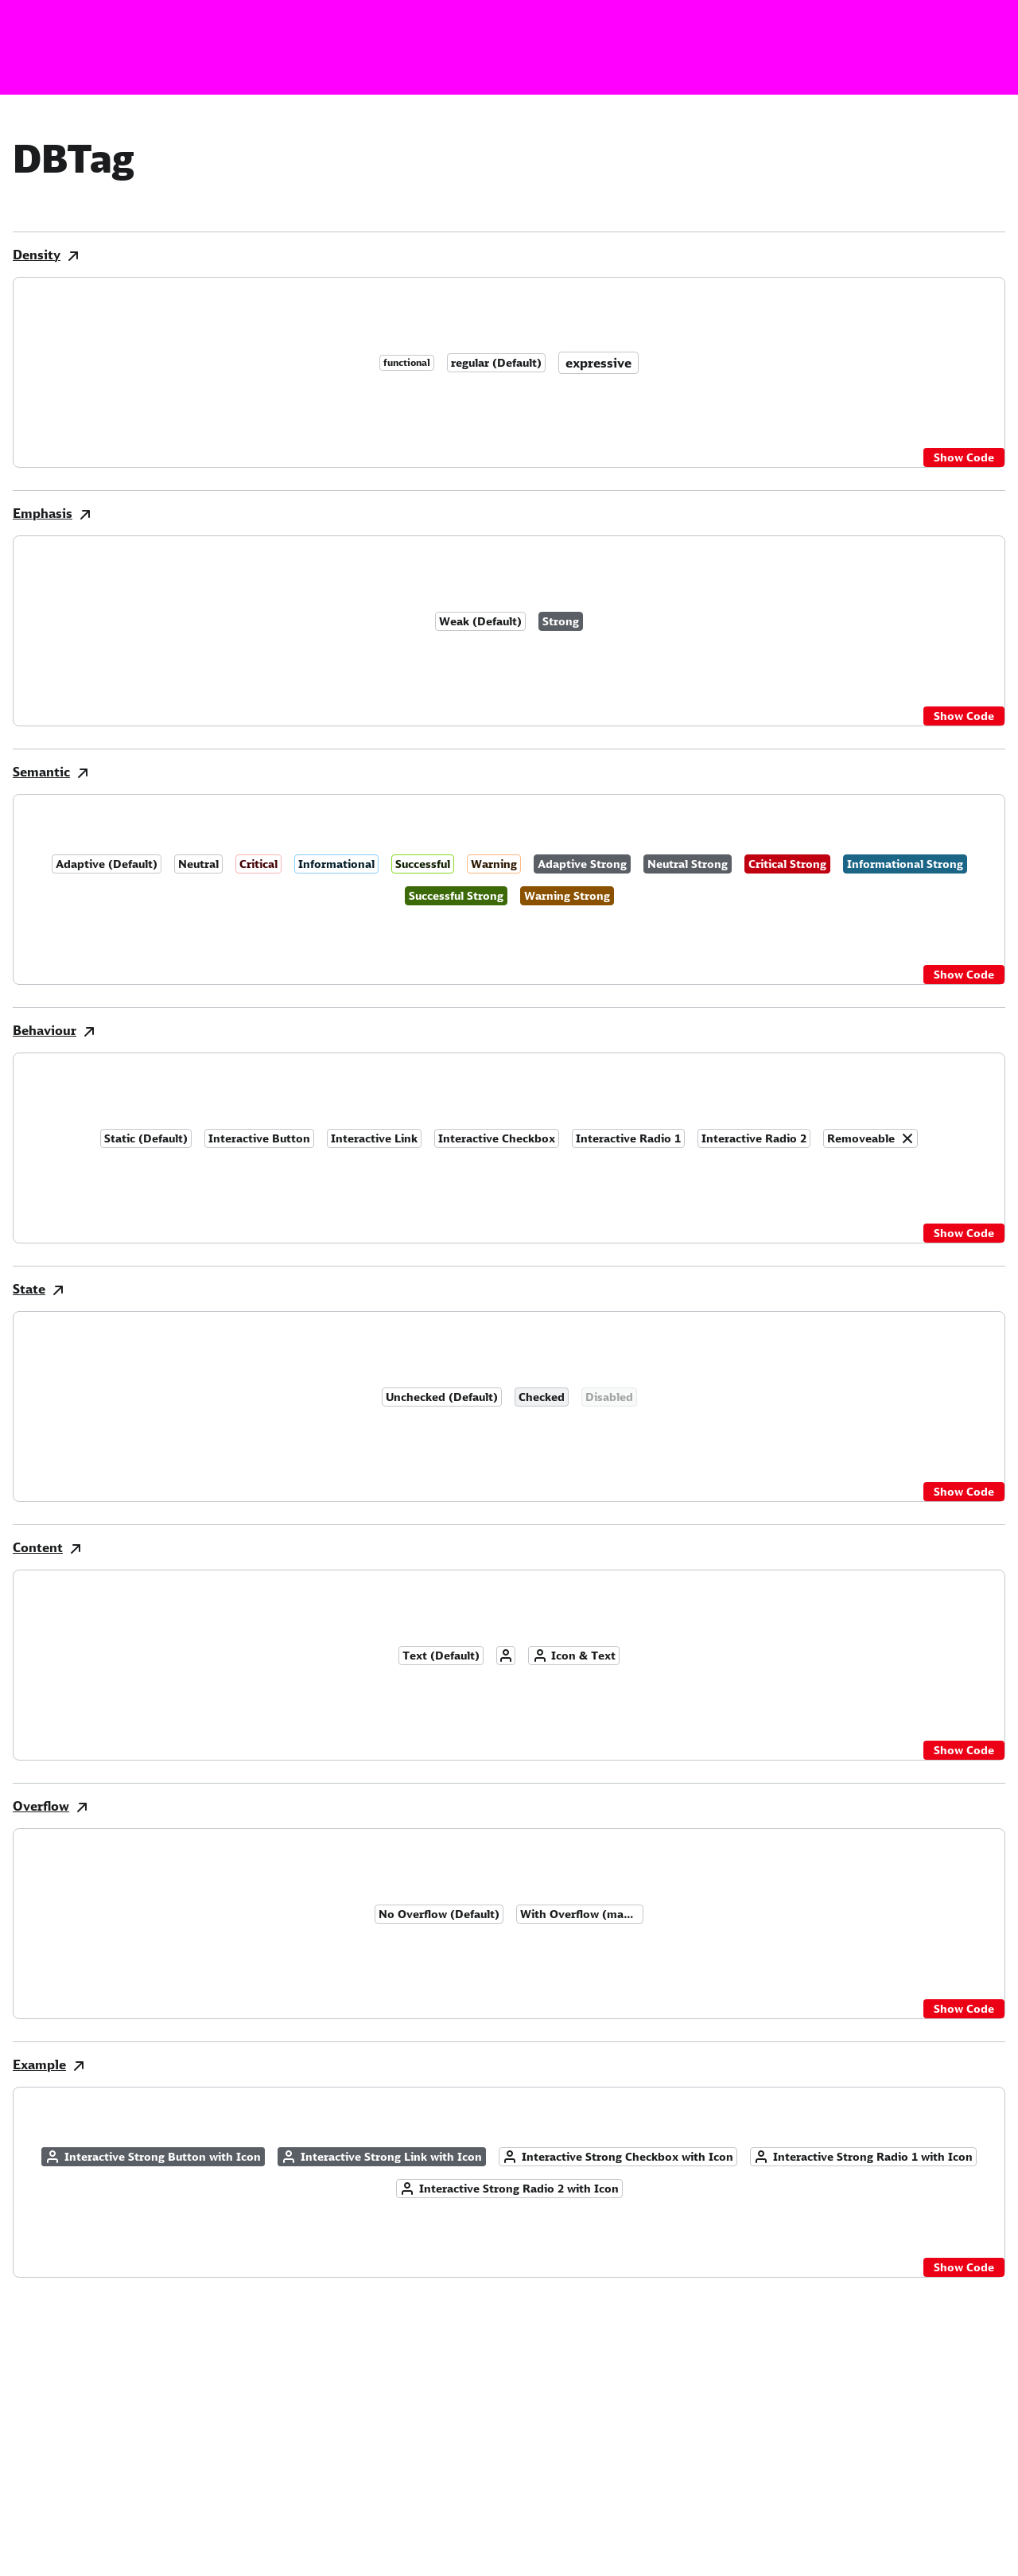 DBTag
Density
functional regular (Default) expressive
Show Code
Emphasis
Weak (Default) Strong
Show Code
Semantic
Adaptive (Default) Neutral Critical Informational Successful Warning Adaptive Strong Neutral Strong Critical Strong Informational Strong
Successful Strong Warning Strong
Show Code
Behaviour
Static (Default) Interactive Button Interactive Link Interactive Checkbox Interactive Radio 1 Interactive Radio 2 Removeable
Show Code
State
Unchecked (Default) Checked Disabled
Show Code
Content
Text (Default) Icon & Text
Show Code
Overflow
No Overflow (Default) With Overflow (ma...
Show Code
Example
Interactive Strong Button with Icon Interactive Strong Link with Icon Interactive Strong Checkbox with Icon Interactive Strong Radio 1 with Icon
Interactive Strong Radio 2 with Icon
Show Code